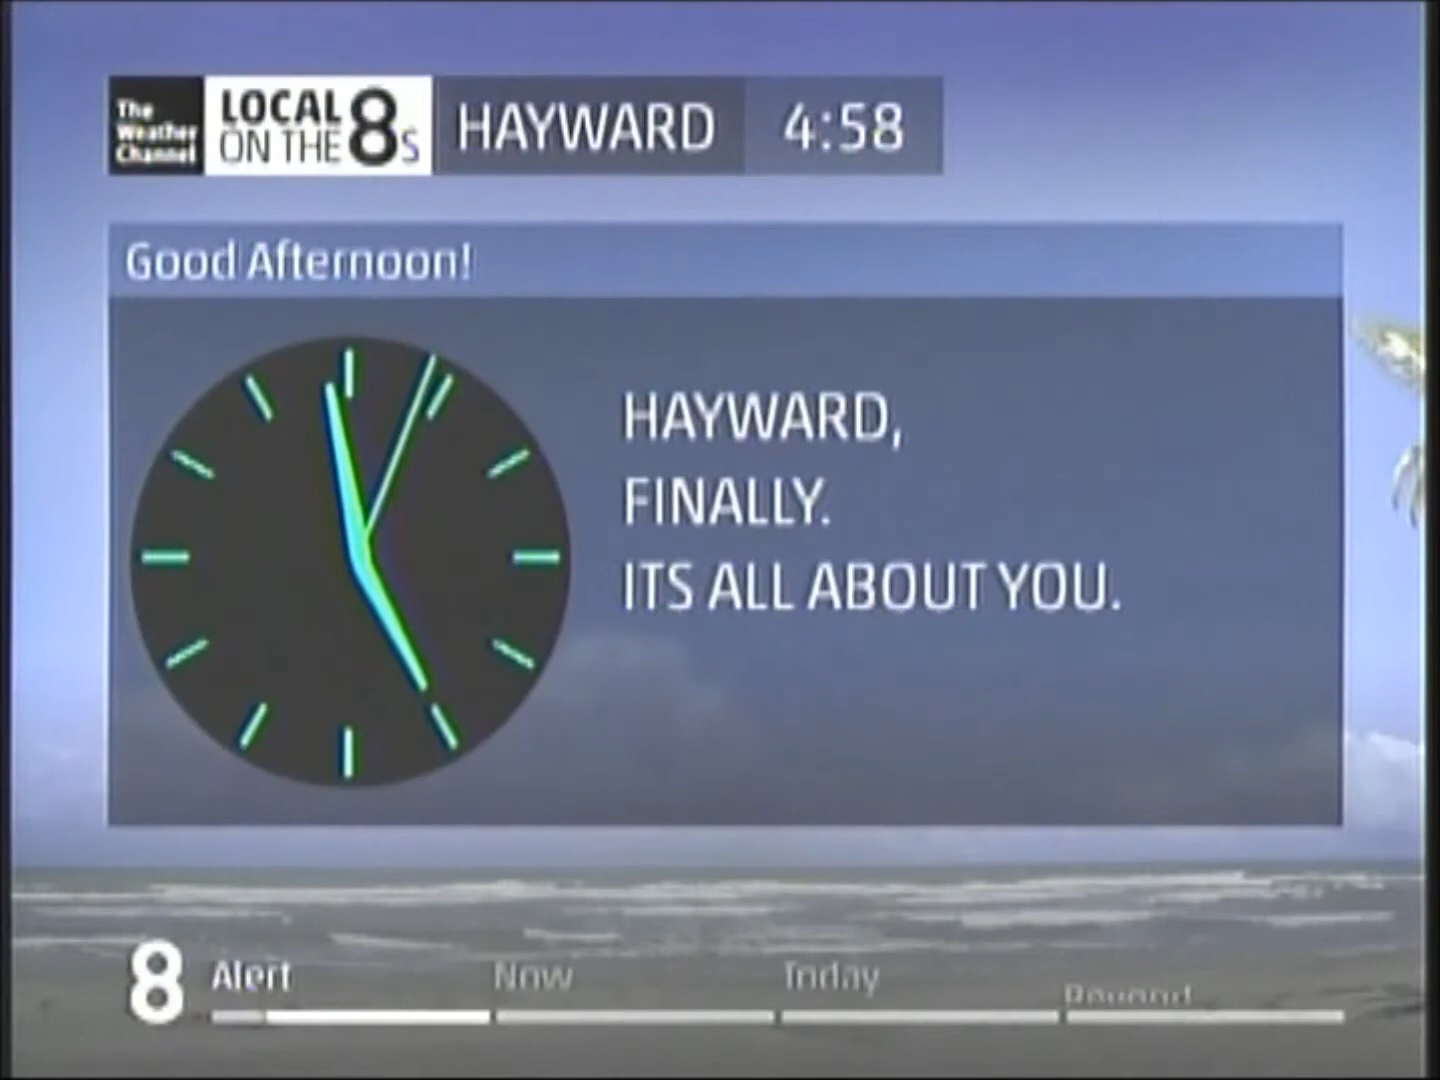 The
Weather
Channel
LOCAL
ON THE 8s
HAYWARD 4:58
Good Afternoon!
HAYWARD,
FINALLY.
ITS ALL ABOUT YOU.
8 Alert Now Today Beyond